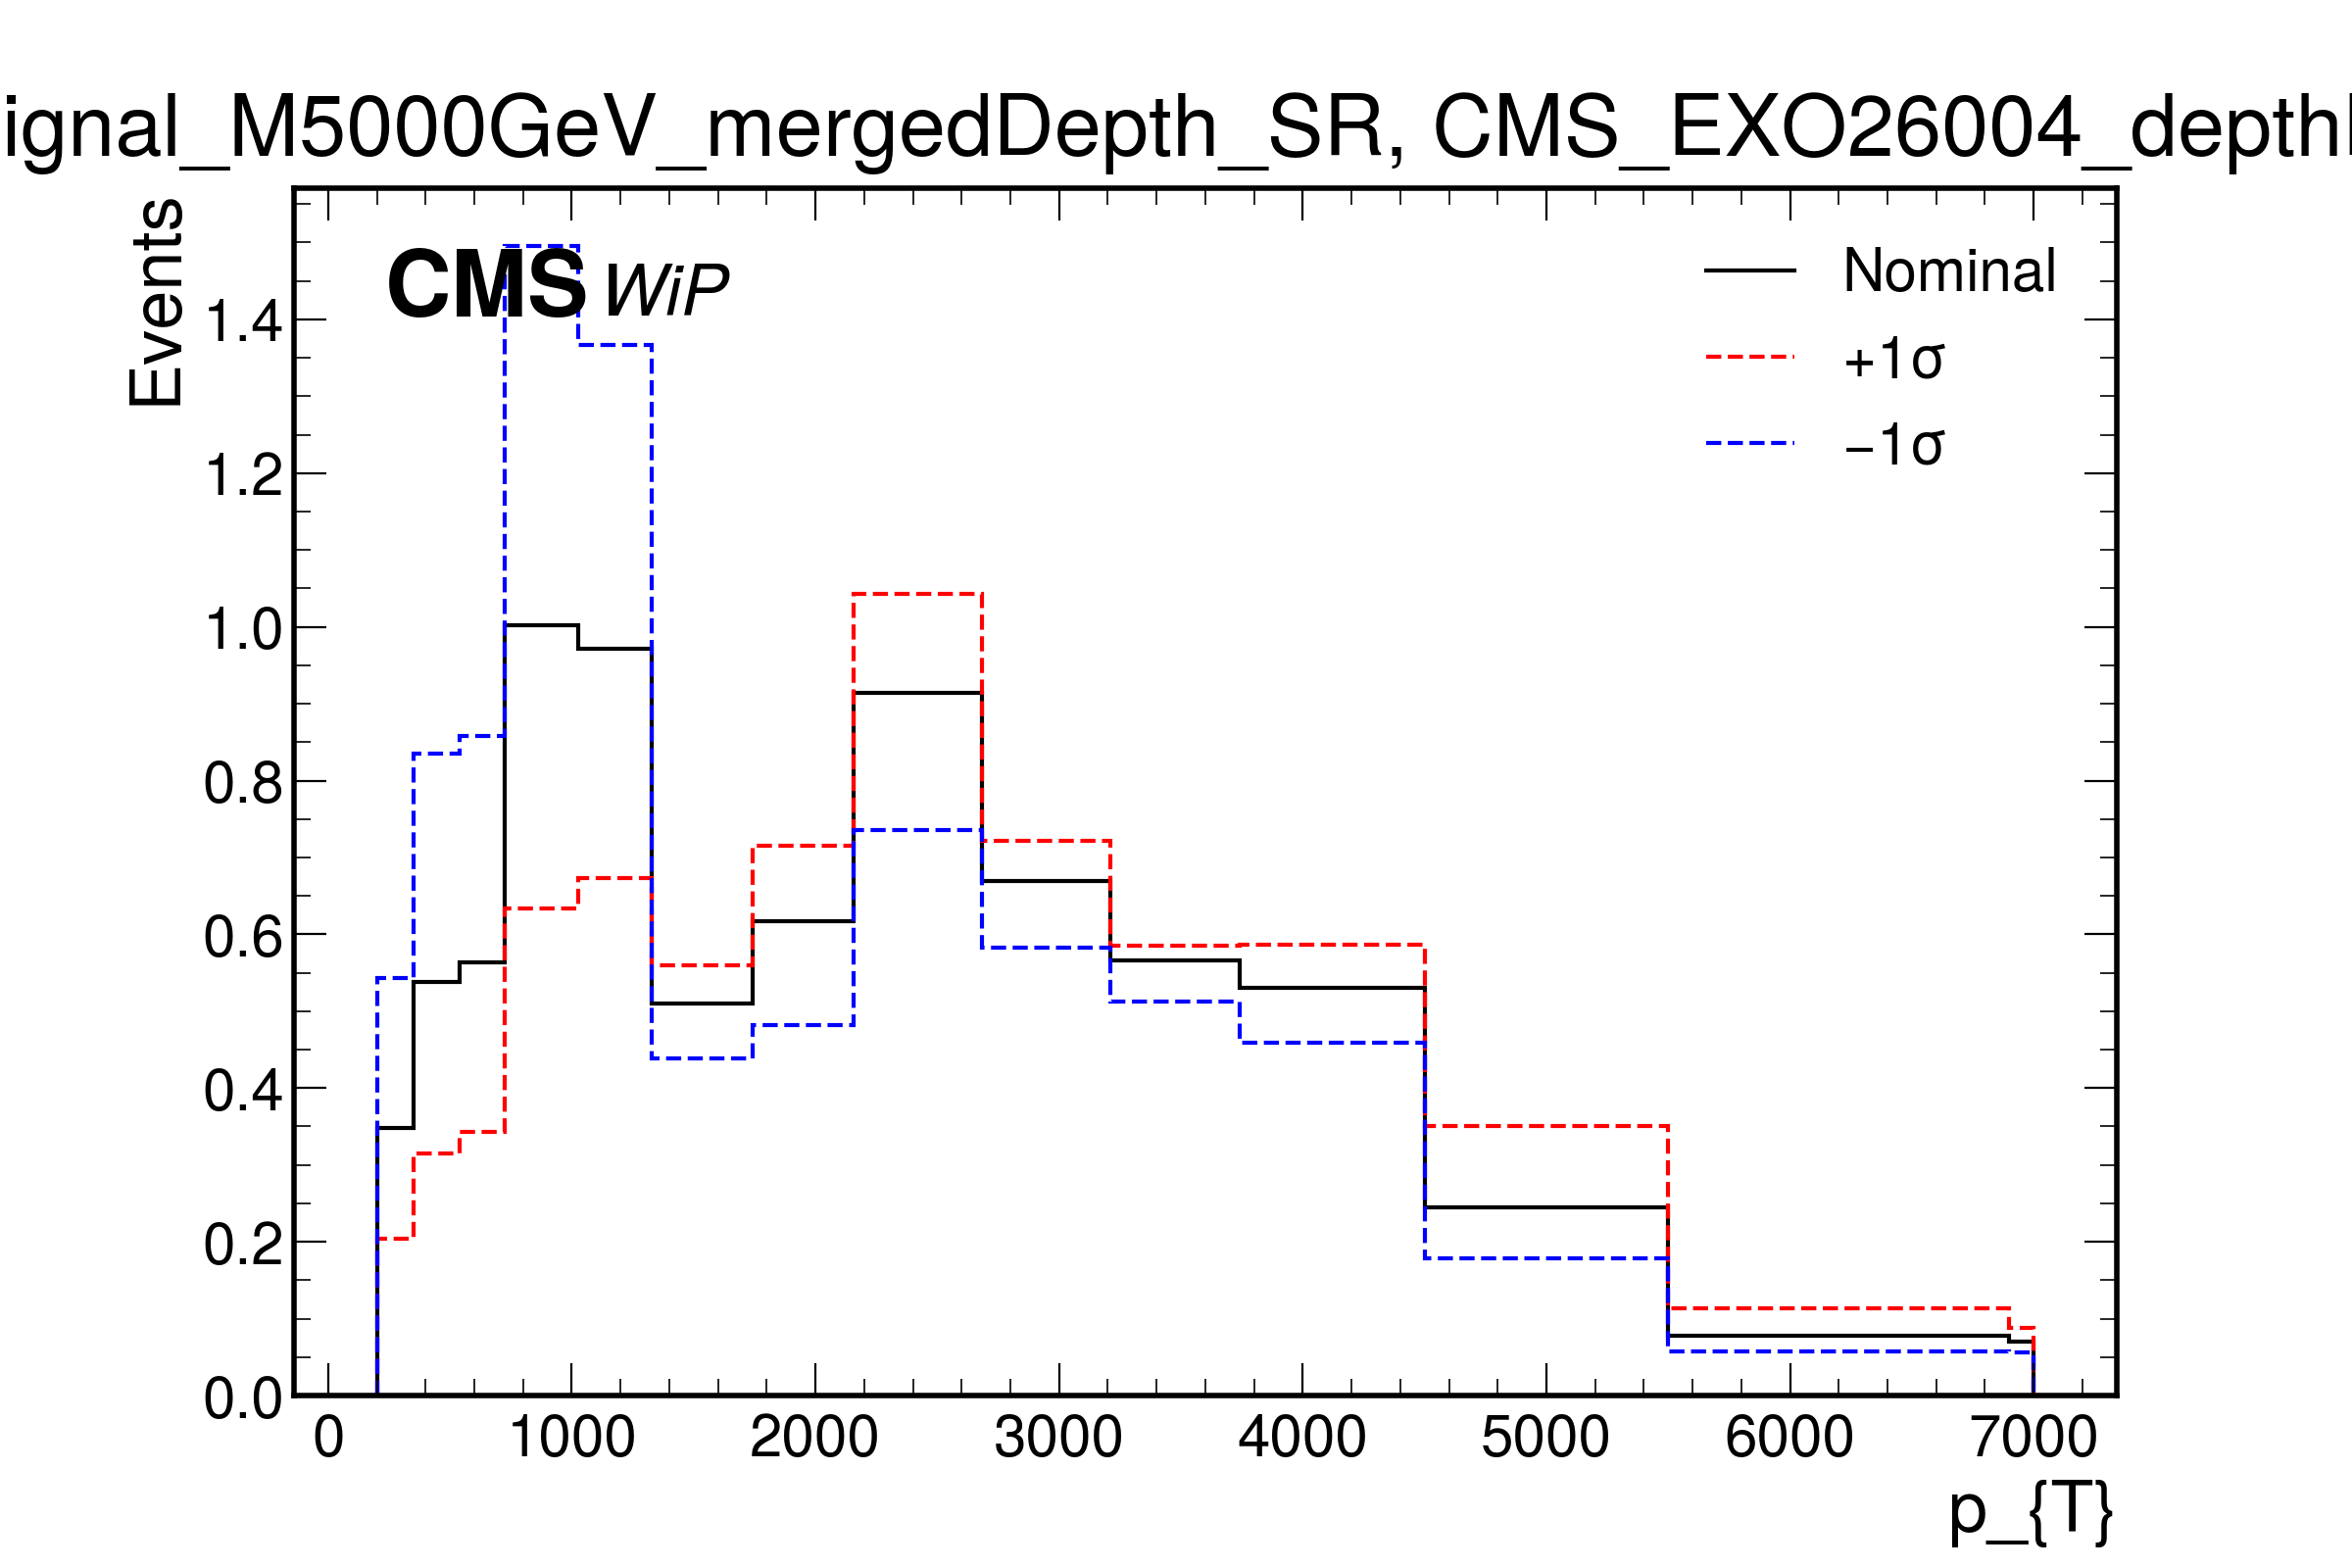 ignal_M5000GeV_mergedDepth_SR, CMS_EXO26004_depth
Events
CMS WiP
Nominal
+1σ
−1σ
1.4
1.2
1.0
0.8
0.6
0.4
0.2
0.0
0 1000 2000 3000 4000 5000 6000 7000
p_{T}